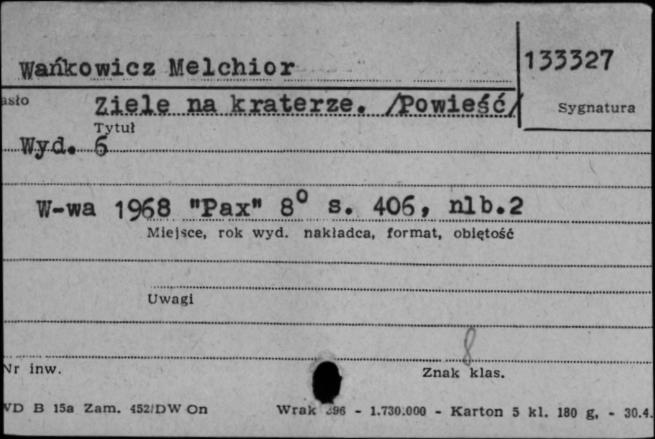 Wańkowicz Melchior
133327
asło
Ziele na kraterze. /Powieść/
Sygnatura
Tytuł
Wyd. 6
W-wa 1968 "Pax" 8° s. 406, nlb.2
Miejsce, rok wyd. nakładca, format, objętość
Uwagi
8
Nr inw.
Znak klas.
VD B 15a Zam. 452/DW On
Wrak 396 - 1.730.000 - Karton 5 kl. 180 g. - 30.4.